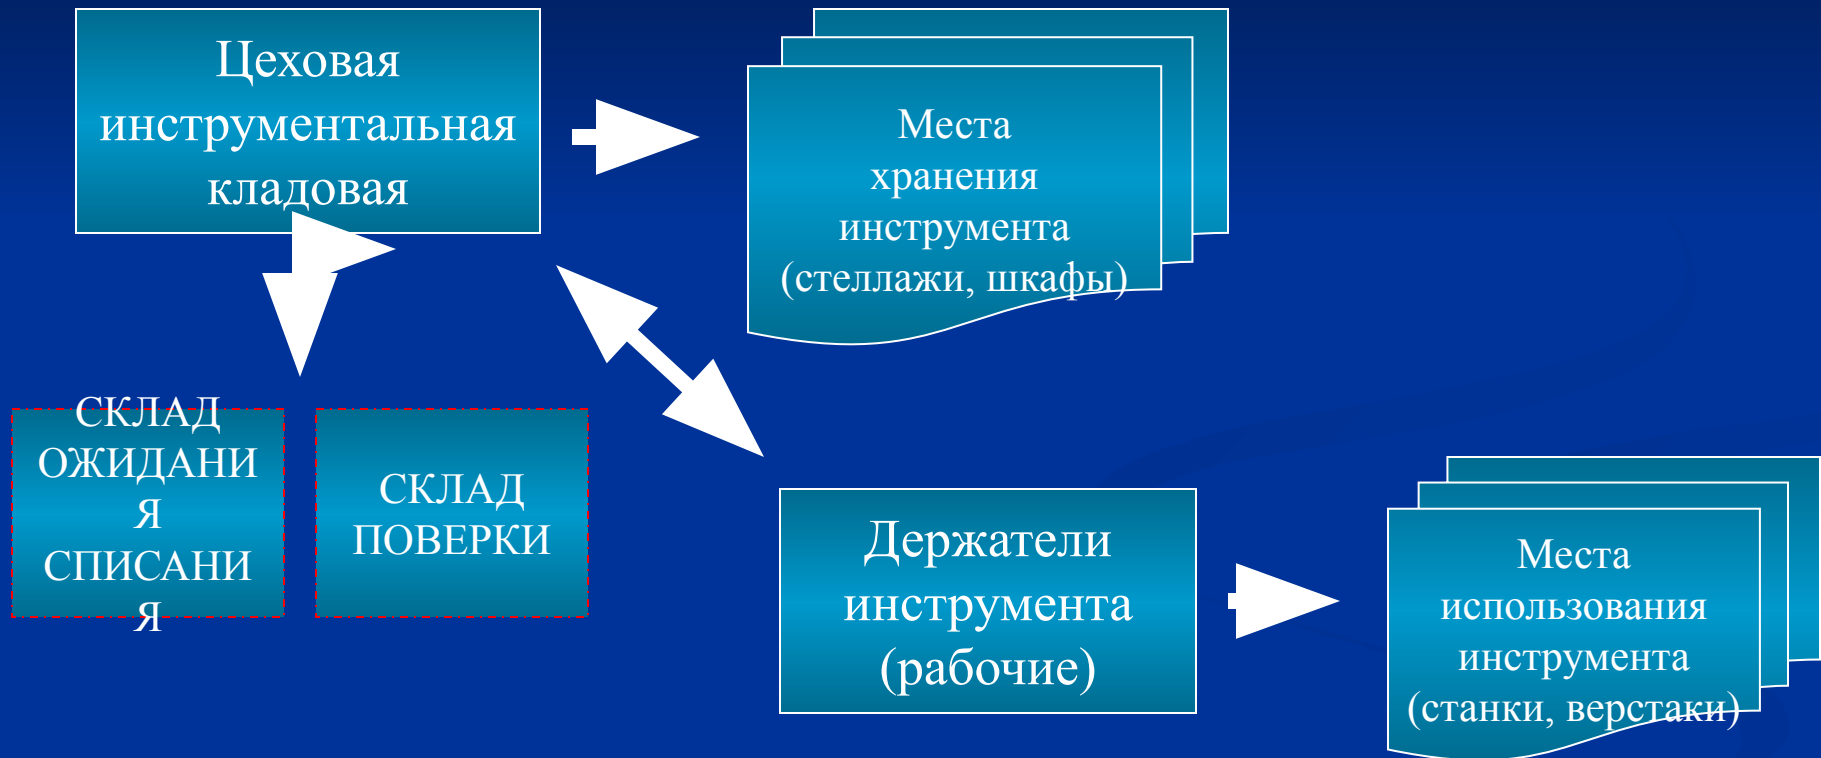 Цеховая
инструментальная
кладовая
Места
хранения
инструмента
(стеллажи, шкафы)
СКЛАД
ОЖИДАНИ
Я
СПИСАНИ
Я
СКЛАД
ПОВЕРКИ
Держатели
инструмента
(рабочие)
Места
использования
инструмента
(станки, верстаки)